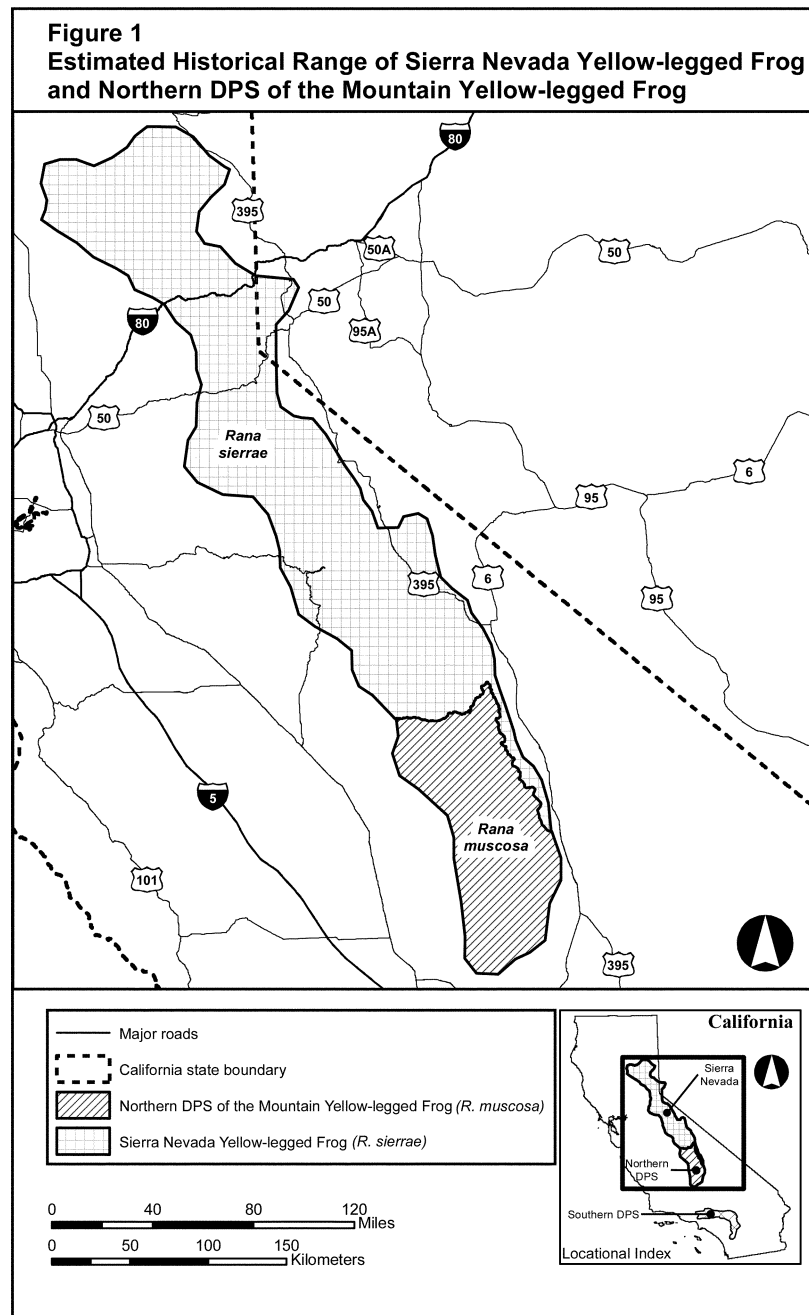 Figure 1
Estimated Historical Range of Sierra Nevada Yellow-legged Frog
and Northern DPS of the Mountain Yellow-legged Frog
80
395
50A
50
50
95A
80
50
Rana
sierrae
6
95
395
6
95
5
Rana
muscosa
101
395
Major roads
California state boundary
Northern DPS of the Mountain Yellow-legged Frog (R. muscosa)
Sierra Nevada Yellow-legged Frog (R. sierrae)
0 40 80 120
Miles
0 50 100 150
Kilometers
California
Sierra
Nevada
Northern
DPS
Southern DPS
Locational Index